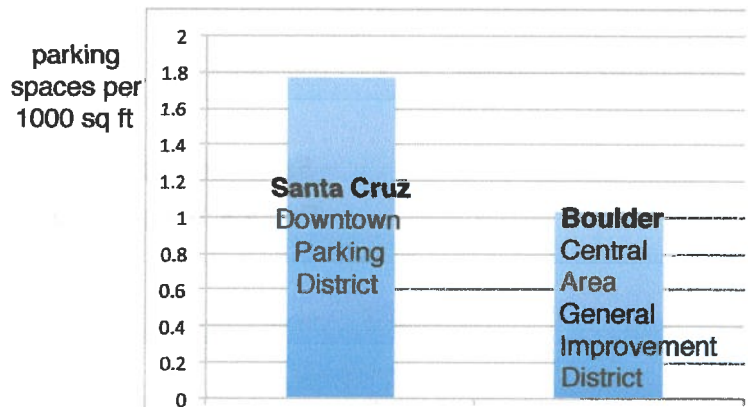 parking
spaces per
1000 sq ft
2
1.8
1.6
1.4
1.2
1
0.8
0.6
0.4
0.2
0
Santa Cruz
Downtown
Parking
District
Boulder
Central
Area
General
Improvement
District